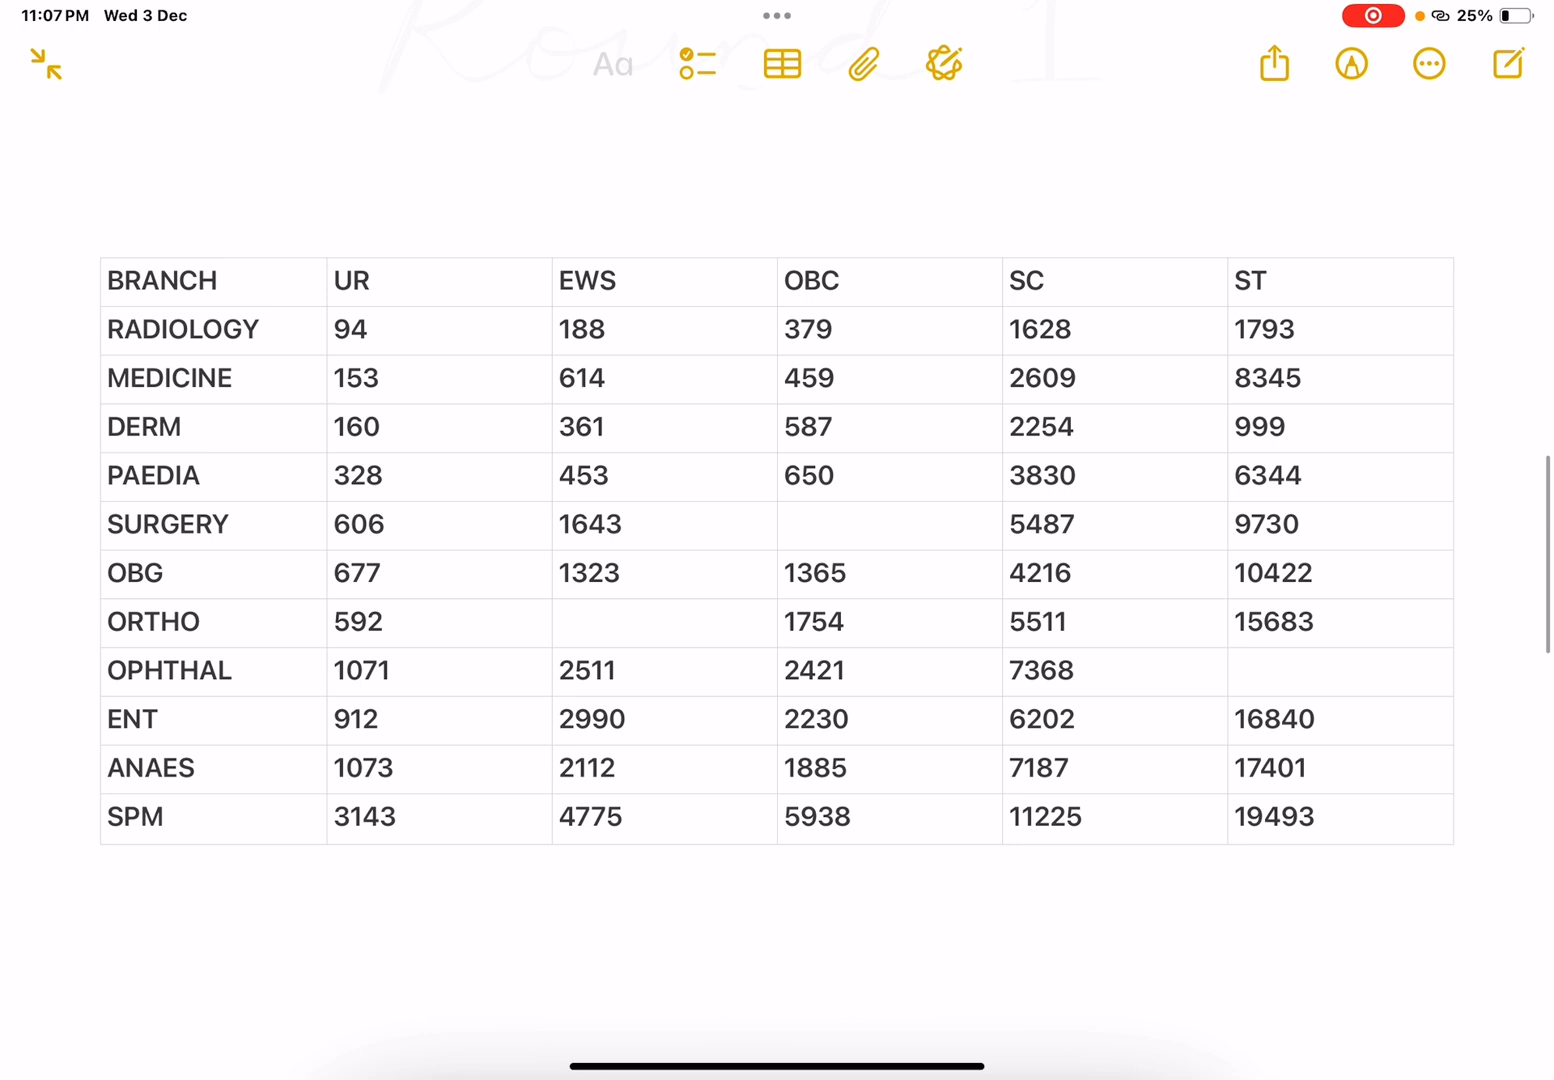 11:07 PM Wed 3 Dec
25%
Round 1
Aa
BRANCH UR EWS OBC SC ST
RADIOLOGY 94 188 379 1628 1793
MEDICINE 153 614 459 2609 8345
DERM 160 361 587 2254 999
PAEDIA 328 453 650 3830 6344
SURGERY 606 1643 5487 9730
OBG 677 1323 1365 4216 10422
ORTHO 592 1754 5511 15683
OPHTHAL 1071 2511 2421 7368
ENT 912 2990 2230 6202 16840
ANAES 1073 2112 1885 7187 17401
SPM 3143 4775 5938 11225 19493